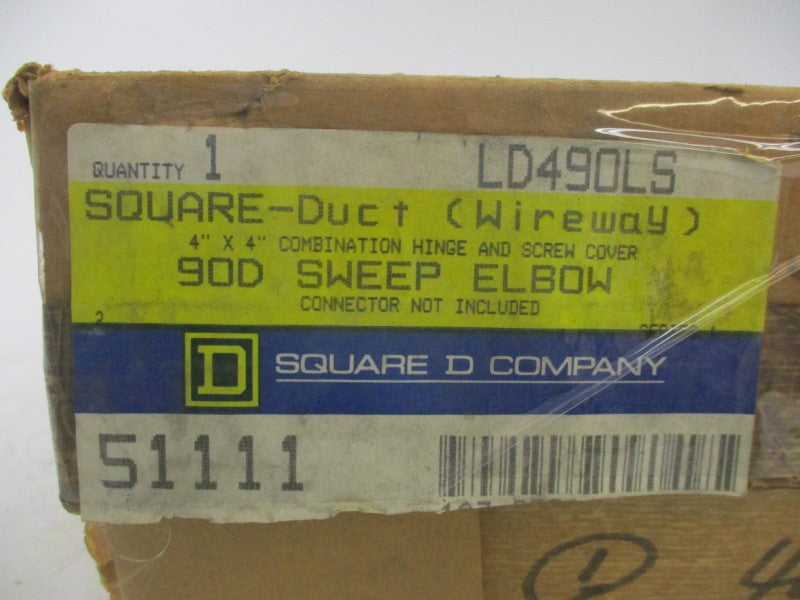 QUANTITY 1 LD490LS
SQUARE-Duct (Wireway)
4" X 4" COMBINATION HINGE AND SCREW COVER
90D SWEEP ELBOW
CONNECTOR NOT INCLUDED
D SQUARE D COMPANY
51111
1